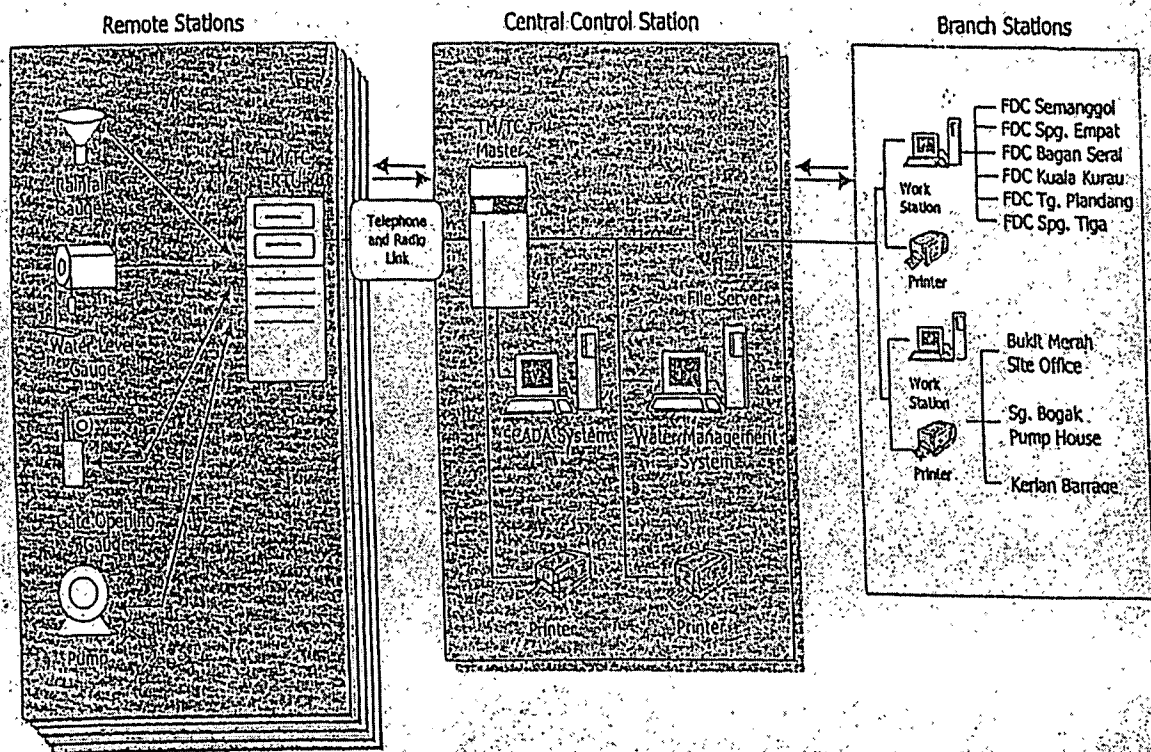 Remote Stations
Rainfall
Gauge
Water Level
Gauge
Gate Opening
Gauge
Pump
TM/TC
RTU
Telephone
and Radio
Link
Central Control Station
TM/TC
Master
File Server
SCADA System
Water Management
System
Printer
Printer
Branch Stations
Work
Station
Printer
FDC Semanggol
FDC Spg. Empat
FDC Bagan Serai
FDC Kuala Kurau
FDC Tg. Piandang
FDC Spg. Tiga
Work
Station
Printer
Bukit Merah
Site Office
Sg. Bogak
Pump House
Kerian Barrage